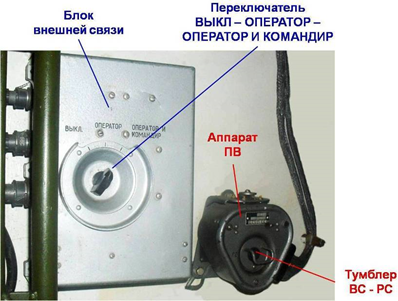 Блок
внешней связи
Переключатель
ВЫКЛ – ОПЕРАТОР –
ОПЕРАТОР И КОМАНДИР
ВЫКЛ.
ОПЕРАТОР
ОПЕРАТОР И
КОМАНДИР
Аппарат
ПВ
Тумблер
ВС - РС